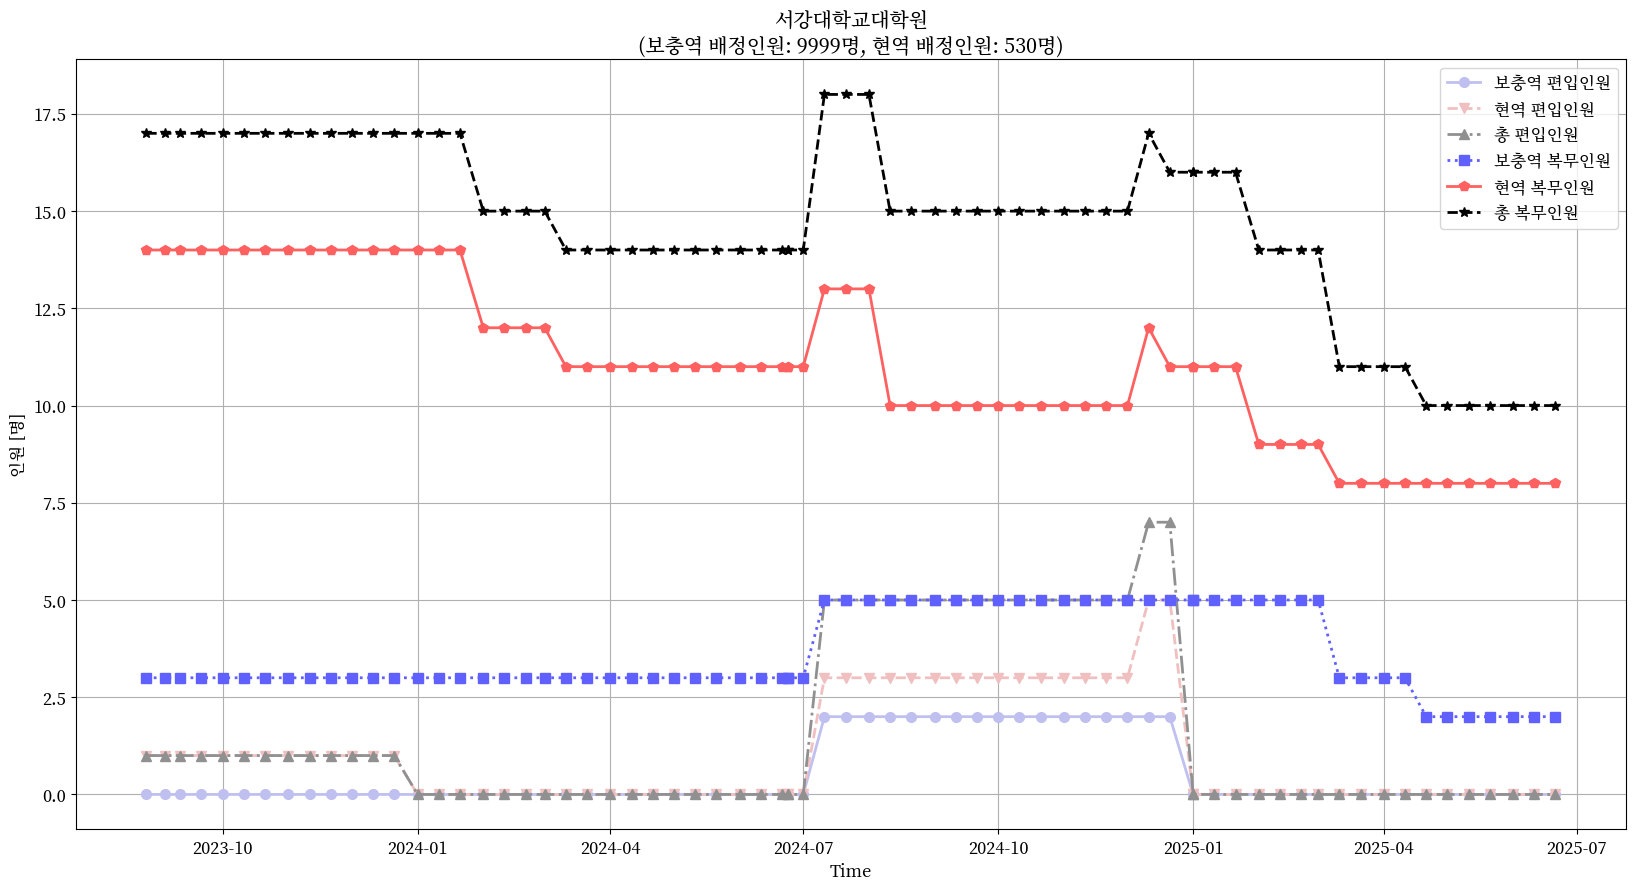 서강대학교대학원
(보충역 배정인원: 9999명, 현역 배정인원: 530명)
보충역 편입인원
현역 편입인원
총 편입인원
보충역 복무인원
현역 복무인원
총 복무인원
인원 [명]
17.5
15.0
12.5
10.0
7.5
5.0
2.5
0.0
2023-10
2024-01
2024-04
2024-07
2024-10
2025-01
2025-04
2025-07
Time